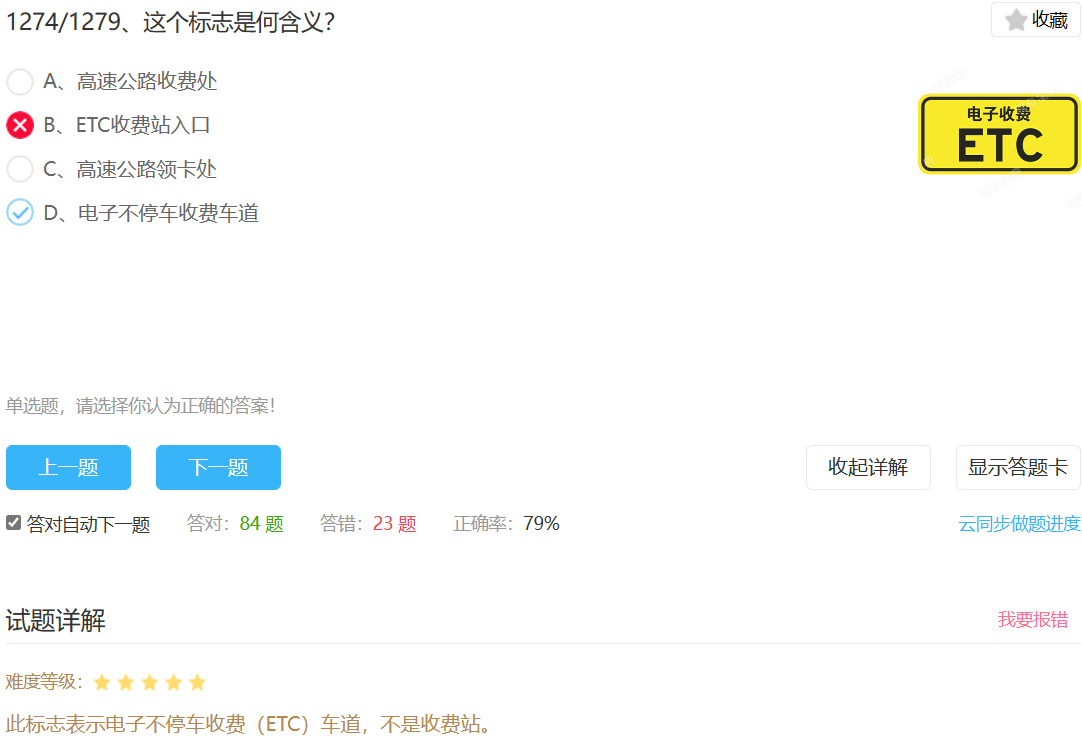 1274/1279、这个标志是何含义？
收藏
A、高速公路收费处
B、ETC收费站入口
C、高速公路领卡处
D、电子不停车收费车道
电子收费
ETC
单选题，请选择你认为正确的答案！
上一题 下一题 收起详解 显示答题卡
答对自动下一题 答对：84 题 答错：23 题 正确率：79% 云同步做题进度
试题详解 我要报错
难度等级：
此标志表示电子不停车收费（ETC）车道，不是收费站。